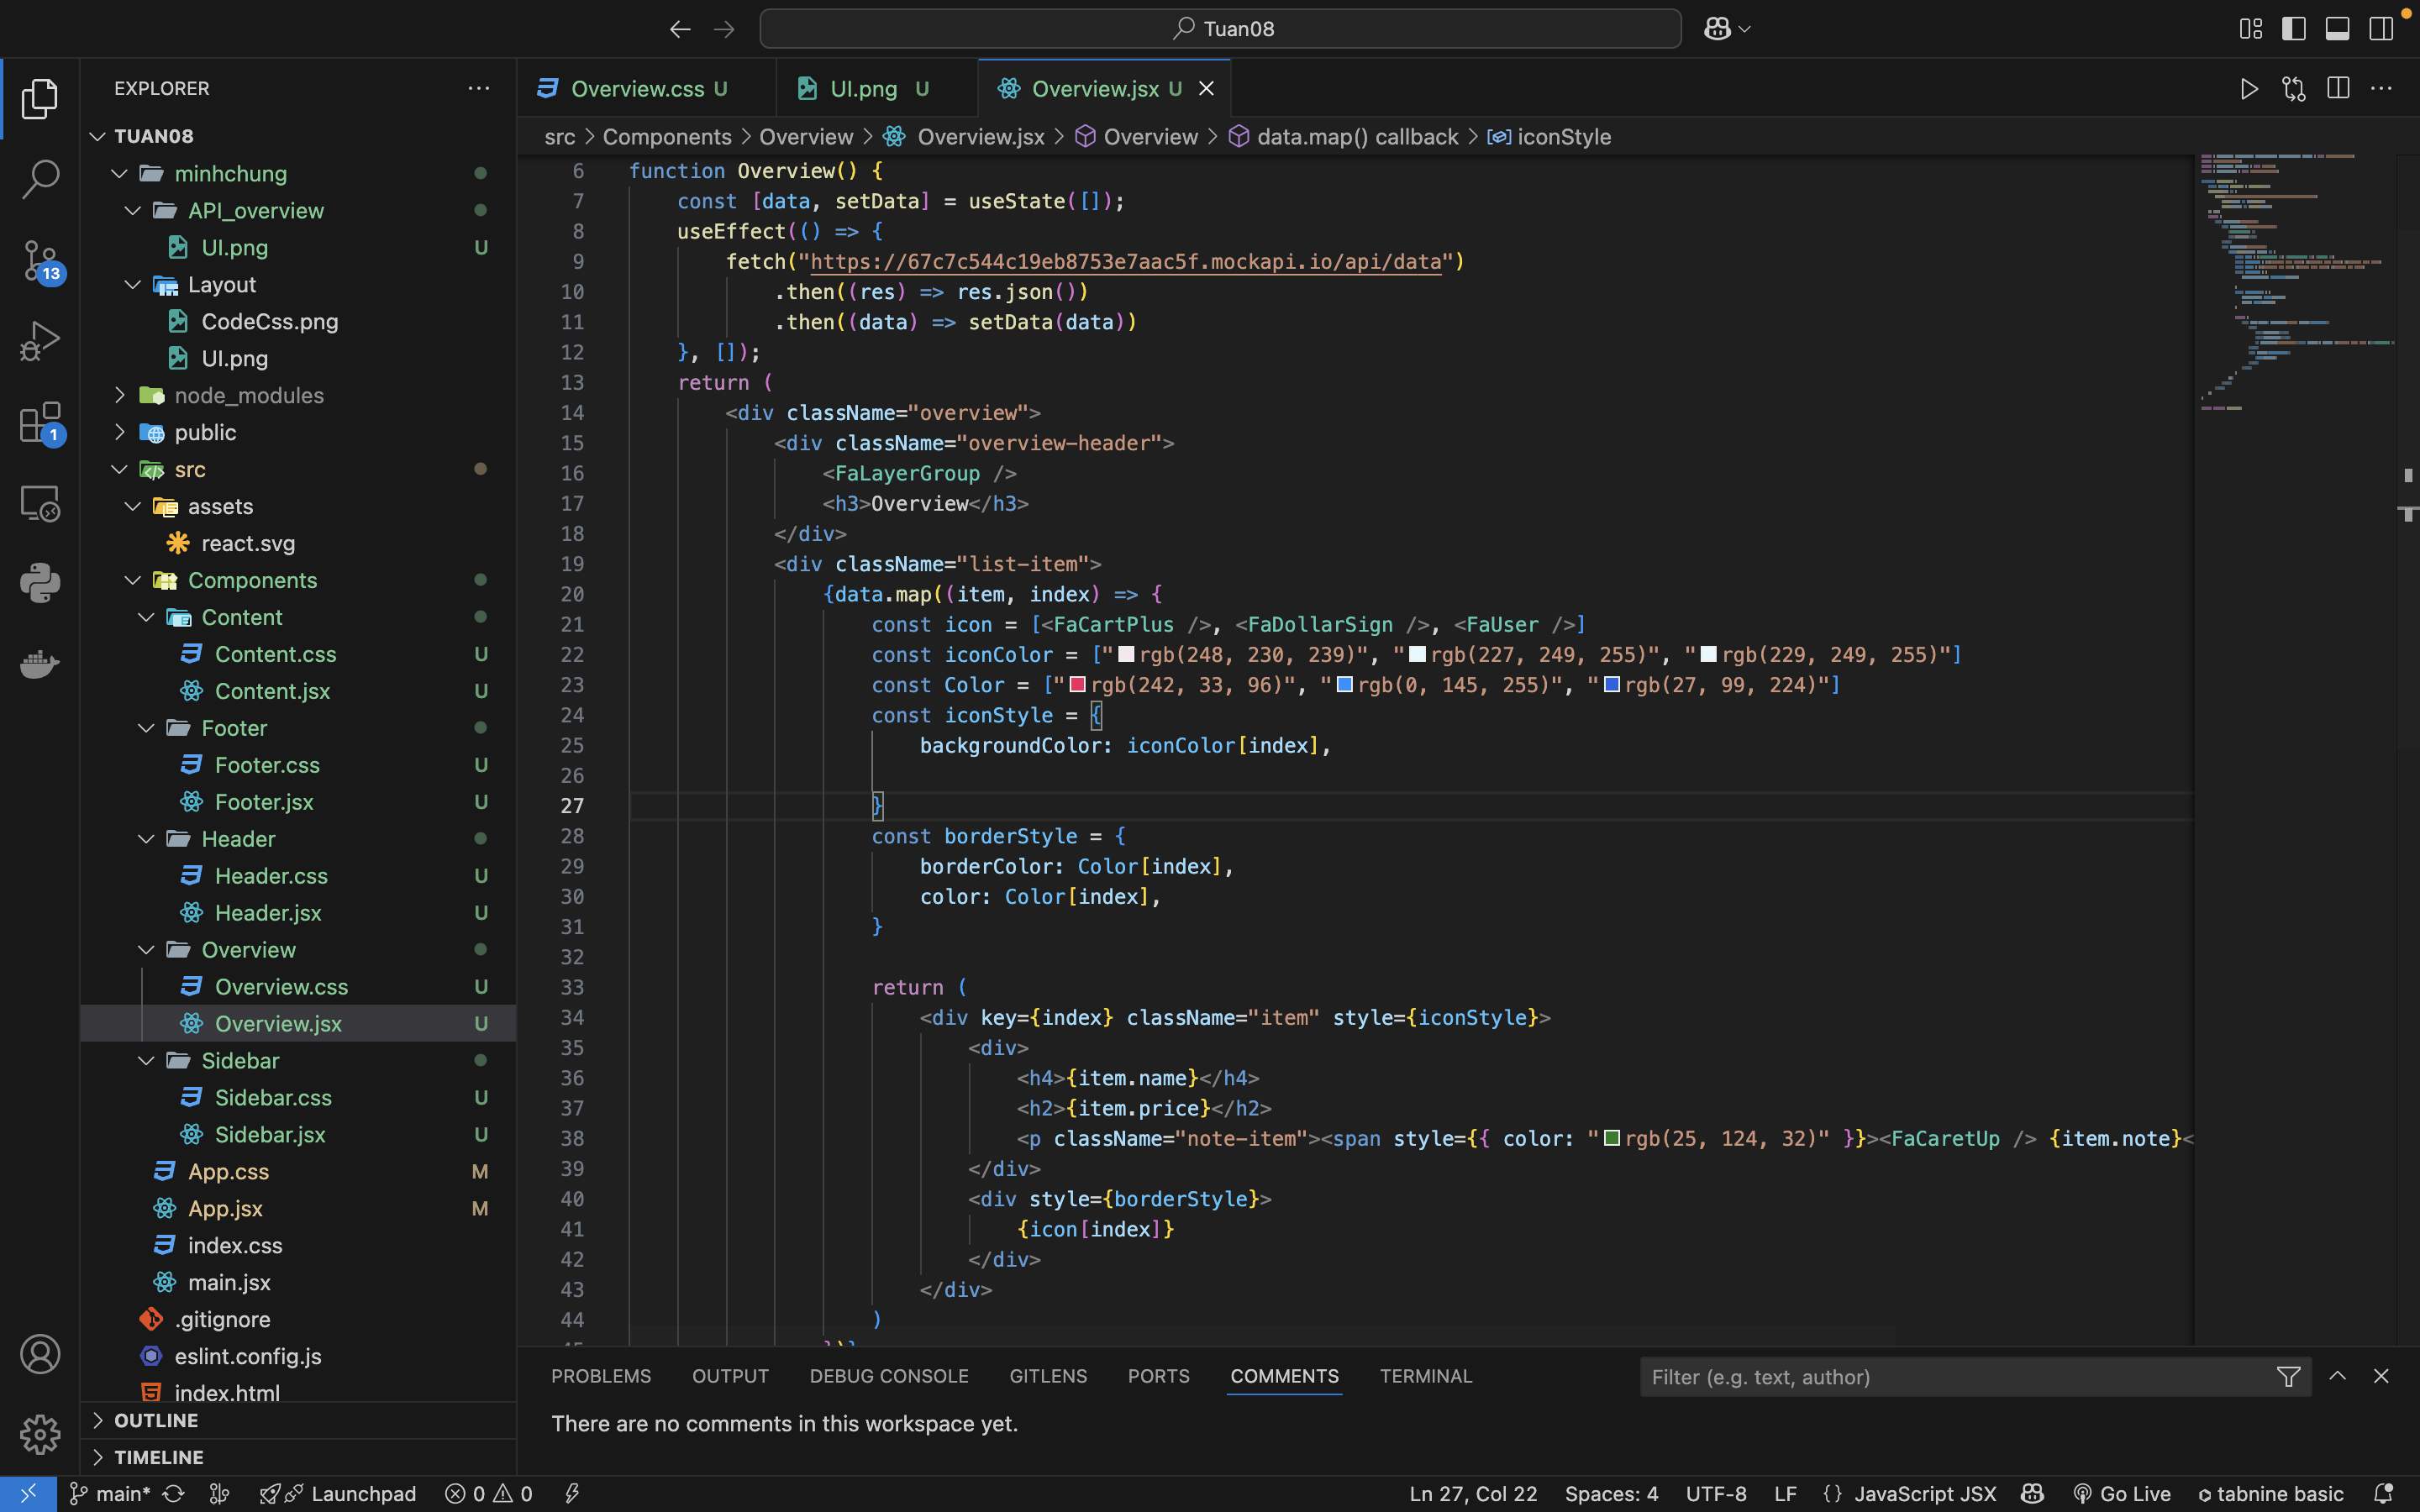 Tuan08
EXPLORER
TUAN08
minhchung
API_overview
UI.png U
Layout
CodeCss.png
UI.png
node_modules
public
src
assets
react.svg
Components
Content
Content.css U
Content.jsx U
Footer
Footer.css U
Footer.jsx U
Header
Header.css U
Header.jsx U
Overview
Overview.css U
Overview.jsx U
Sidebar
Sidebar.css U
Sidebar.jsx U
App.css M
App.jsx M
index.css
main.jsx
.gitignore
eslint.config.js
index.html
OUTLINE
TIMELINE
13
1
Overview.css U
UI.png U
Overview.jsx U
src > Components > Overview > Overview.jsx > Overview > data.map() callback > iconStyle
6 function Overview() {
7 const [data, setData] = useState([]);
8 useEffect(() => {
9 fetch("https://67c7c544c19eb8753e7aac5f.mockapi.io/api/data")
10 .then((res) => res.json())
11 .then((data) => setData(data))
12 }, []);
13 return (
14 <div className="overview">
15 <div className="overview-header">
16 <FaLayerGroup />
17 <h3>Overview</h3>
18 </div>
19 <div className="list-item">
20 {data.map((item, index) => {
21 const icon = [<FaCartPlus />, <FaDollarSign />, <FaUser />]
22 const iconColor = ["rgb(248, 230, 239)", "rgb(227, 249, 255)", "rgb(229, 249, 255)"]
23 const Color = ["rgb(242, 33, 96)", "rgb(0, 145, 255)", "rgb(27, 99, 224)"]
24 const iconStyle = {
25 backgroundColor: iconColor[index],
26
27 }
28 const borderStyle = {
29 borderColor: Color[index],
30 color: Color[index],
31 }
32
33 return (
34 <div key={index} className="item" style={iconStyle}>
35 <div>
36 <h4>{item.name}</h4>
37 <h2>{item.price}</h2>
38 <p className="note-item"><span style={{ color: "rgb(25, 124, 32)" }}><FaCaretUp /> {item.note}<
39 </div>
40 <div style={borderStyle}>
41 {icon[index]}
42 </div>
43 </div>
44 )
PROBLEMS OUTPUT DEBUG CONSOLE GITLENS PORTS COMMENTS TERMINAL
Filter (e.g. text, author)
There are no comments in this workspace yet.
main* Launchpad 0 0 Ln 27, Col 22 Spaces: 4 UTF-8 LF {} JavaScript JSX Go Live tabnine basic